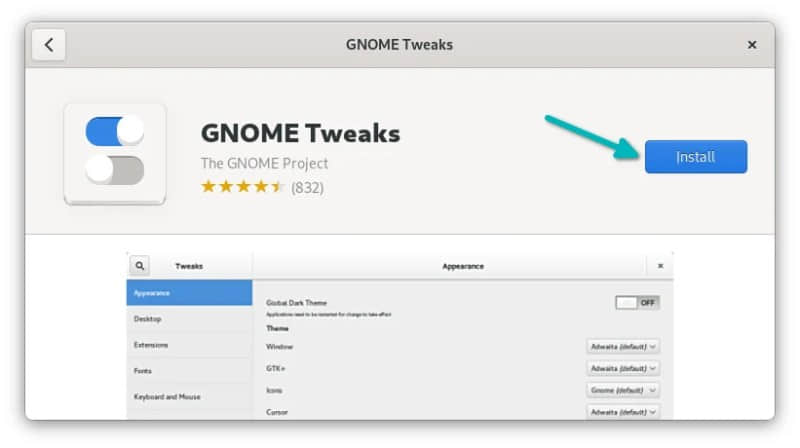 GNOME Tweaks
GNOME Tweaks
The GNOME Project
(832)
Install
Tweaks
Appearance
Appearance
Desktop
Extensions
Fonts
Keyboard and Mouse
Global Dark Theme
OFF
Applications need to be restarted for change to take effect
Theme
Window
Adwaita (default)
GTK+
Adwaita (default)
Icons
Gnome (default)
Cursor
Adwaita (default)